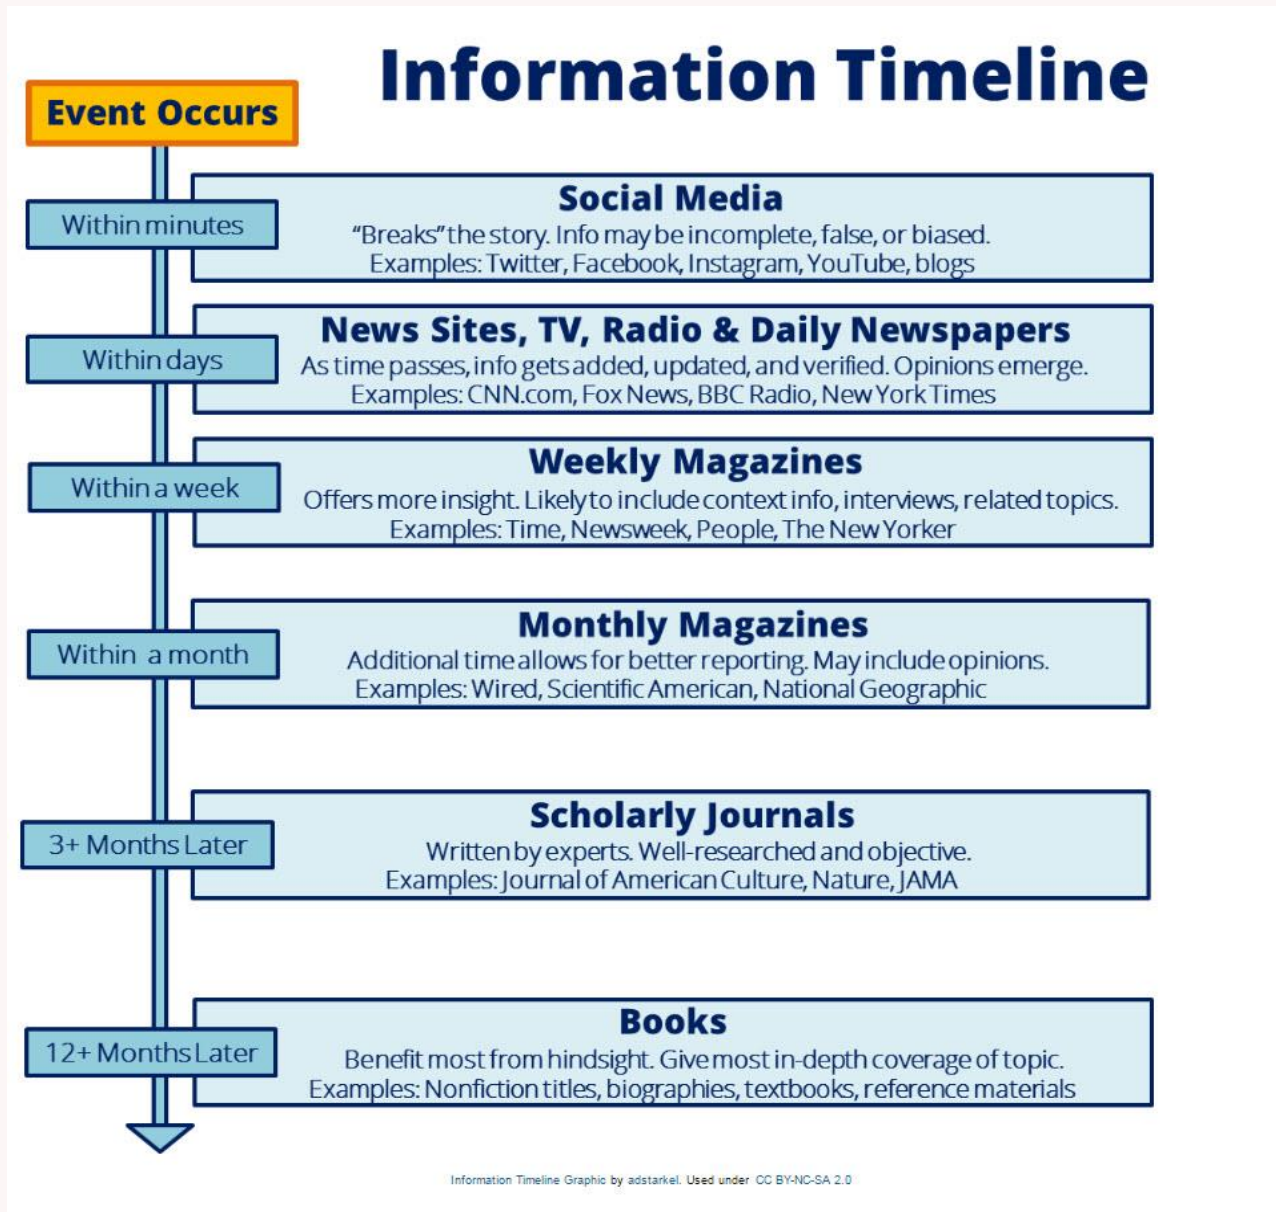 Information Timeline
Event Occurs
Within minutes
Social Media
“Breaks” the story. Info may be incomplete, false, or biased.
Examples: Twitter, Facebook, Instagram, YouTube, blogs
Within days
News Sites, TV, Radio & Daily Newspapers
As time passes, info gets added, updated, and verified. Opinions emerge.
Examples: CNN.com, Fox News, BBC Radio, New York Times
Within a week
Weekly Magazines
Offers more insight. Likely to include context info, interviews, related topics.
Examples: Time, Newsweek, People, The New Yorker
Within a month
Monthly Magazines
Additional time allows for better reporting. May include opinions.
Examples: Wired, Scientific American, National Geographic
3+ Months Later
Scholarly Journals
Written by experts. Well-researched and objective.
Examples: Journal of American Culture, Nature, JAMA
12+ Months Later
Books
Benefit most from hindsight. Give most in-depth coverage of topic.
Examples: Nonfiction titles, biographies, textbooks, reference materials
Information Timeline Graphic by adstarkel. Used under CC BY-NC-SA 2.0